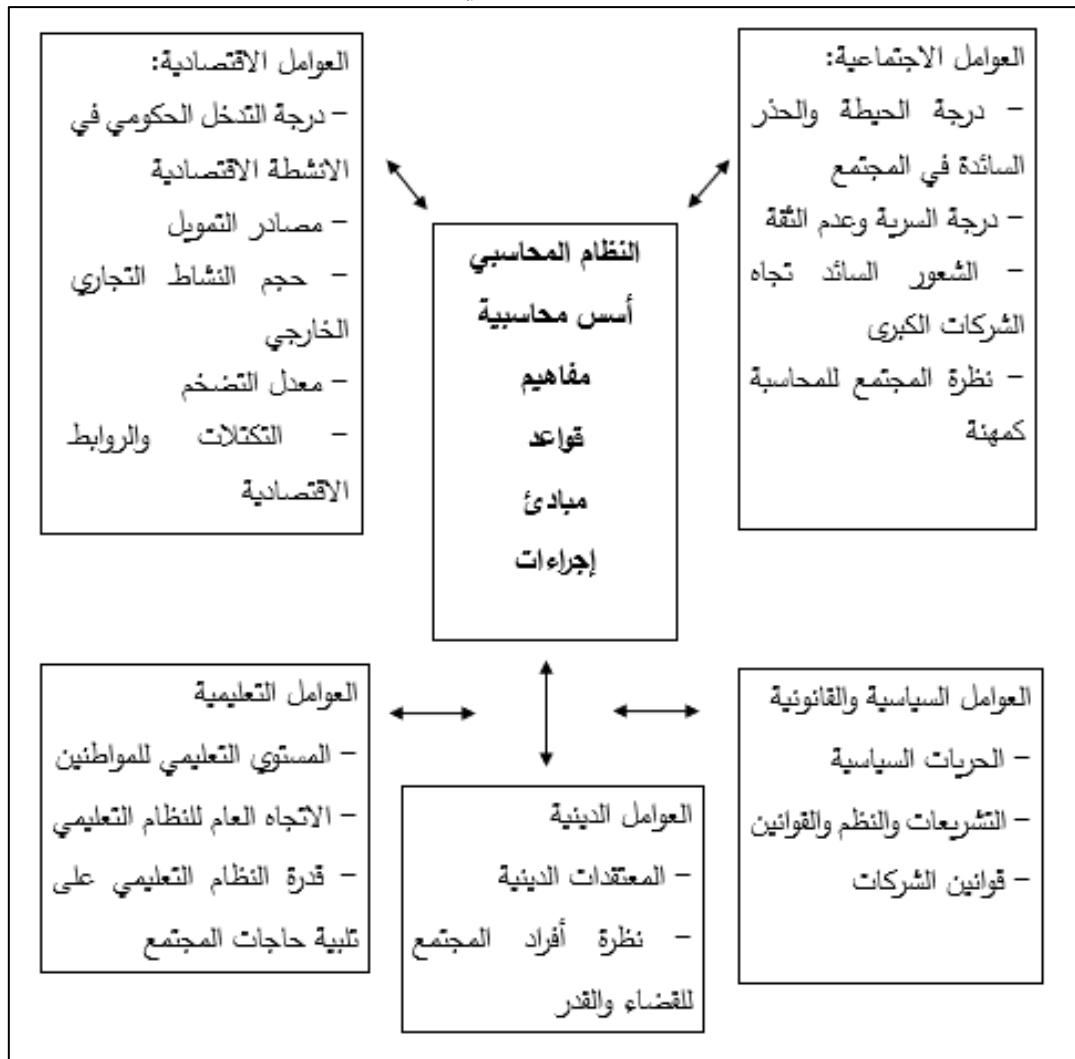 العوامل الاجتماعية:
– درجة الحيطة والحذر
السائدة في المجتمع
– درجة السرية وعدم الثقة
– الشعور السائد تجاه
الشركات الكبرى
– نظرة المجتمع للمحاسبة
كمهنة
العوامل الاقتصادية:
– درجة التدخل الحكومي في
الانشطة الاقتصادية
– مصادر التمويل
– حجم النشاط التجاري
الخارجي
– معدل التضخم
– التكتلات والروابط
الاقتصادية
النظام المحاسبي
أسس محاسبية
مفاهيم
قواعد
مبادئ
إجراءات
العوامل السياسية والقانونية
– الحريات السياسية
– التشريعات والنظم والقوانين
– قوانين الشركات
العوامل الدينية
– المعتقدات الدينية
– نظرة أفراد المجتمع
للقضاء والقدر
العوامل التعليمية
– المستوي التعليمي للمواطنين
– الاتجاه العام للنظام التعليمي
– قدرة النظام التعليمي على
تلبية حاجات المجتمع